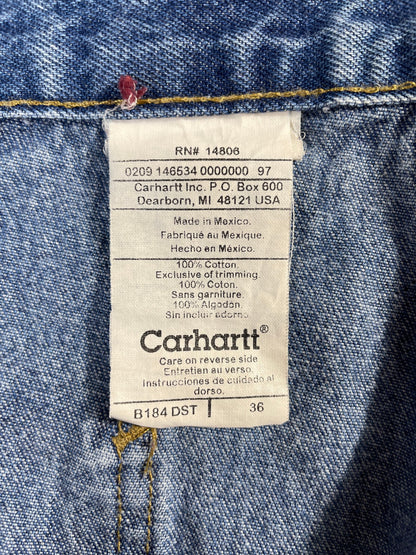 RN# 14806
0209 146534 0000000 97
Carhartt Inc. P.O. Box 600
Dearborn, MI 48121 USA
Made in Mexico.
Fabriqué au Mexique.
Hecho en México.
100% Cotton.
Exclusive of trimming.
100% Coton.
Sans garniture.
100% Algodón.
Sin incluir adorno.
Carhartt®
Care on reverse side
Entretien au verso.
Instrucciones de cuidado al
dorso.
B184 DST 36